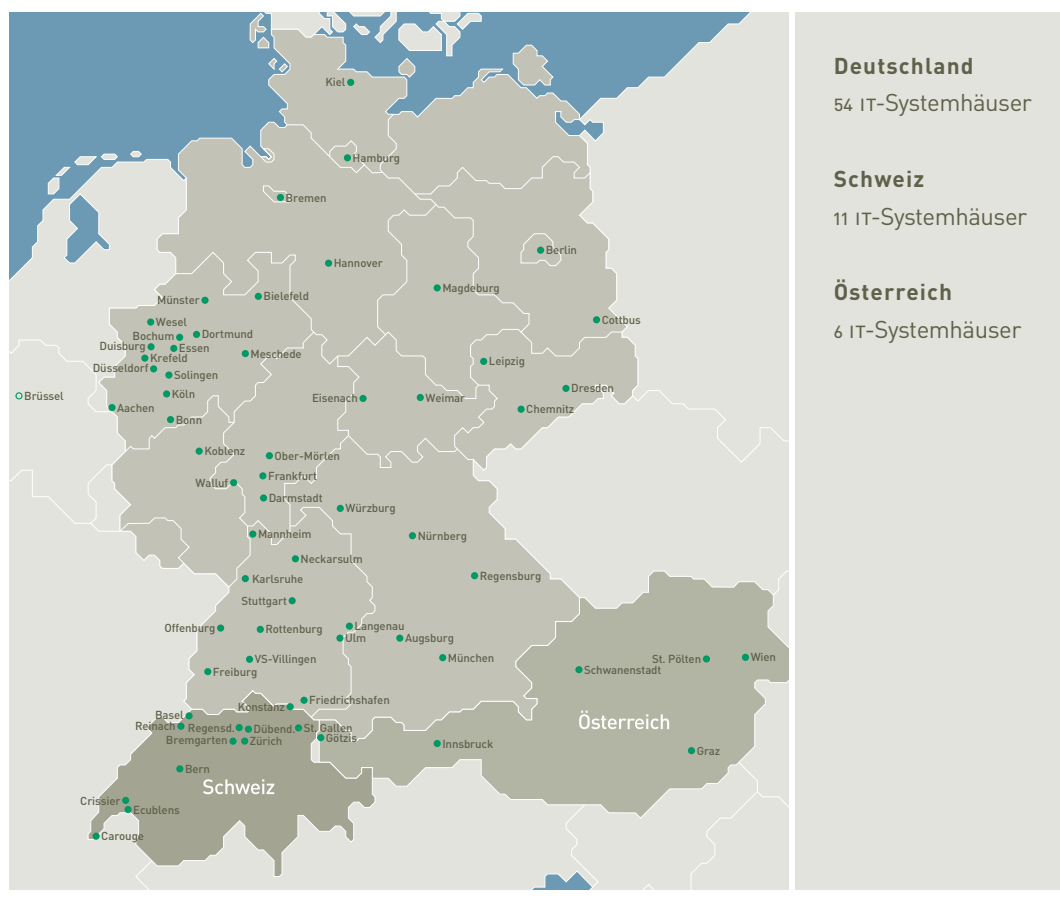 Kiel
Hamburg
Bremen
Berlin
Hannover
Magdeburg
Bielefeld
Münster
Cottbus
Wesel
Dortmund
Bochum
Duisburg
Essen
Meschede
Krefeld
Leipzig
Düsseldorf
Solingen
Dresden
Köln
Brüssel
Eisenach
Weimar
Aachen
Chemnitz
Bonn
Koblenz
Ober-Mörlen
Frankfurt
Walluf
Darmstadt
Würzburg
Mannheim
Nürnberg
Neckarsulm
Regensburg
Karlsruhe
Stuttgart
Langenau
Offenburg
Rottenburg
Ulm
Augsburg
VS-Villingen
München
St. Pölten
Wien
Schwanenstadt
Freiburg
Friedrichshafen
Konstanz
Basel
Österreich
Reinach
Regensd.
Dübend.
St. Gallen
Götzis
Bremgarten
Zürich
Innsbruck
Graz
Bern
Schweiz
Crissier
Ecublens
Carouge
Deutschland
54 IT-Systemhäuser
Schweiz
11 IT-Systemhäuser
Österreich
6 IT-Systemhäuser